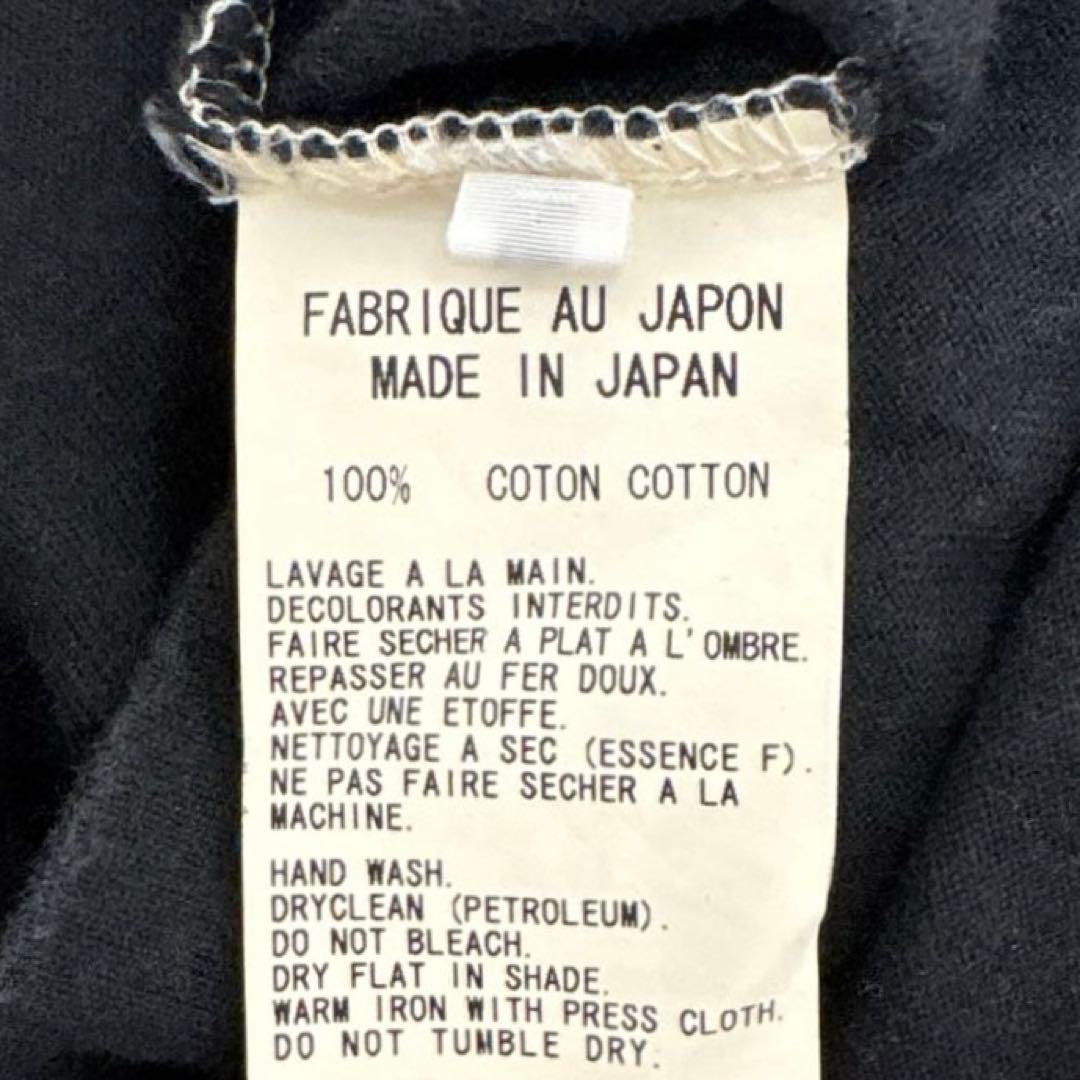 FABRIQUE AU JAPON
MADE IN JAPAN
100% COTON COTTON
LAVAGE A LA MAIN.
DECOLORANTS INTERDITS.
FAIRE SECHER A PLAT A L'OMBRE.
REPASSER AU FER DOUX.
AVEC UNE ETOFFE.
NETTOYAGE A SEC (ESSENCE F).
NE PAS FAIRE SECHER A LA
MACHINE.
HAND WASH.
DRYCLEAN (PETROLEUM).
DO NOT BLEACH.
DRY FLAT IN SHADE.
WARM IRON WITH PRESS CLOTH.
DO NOT TUMBLE DRY.